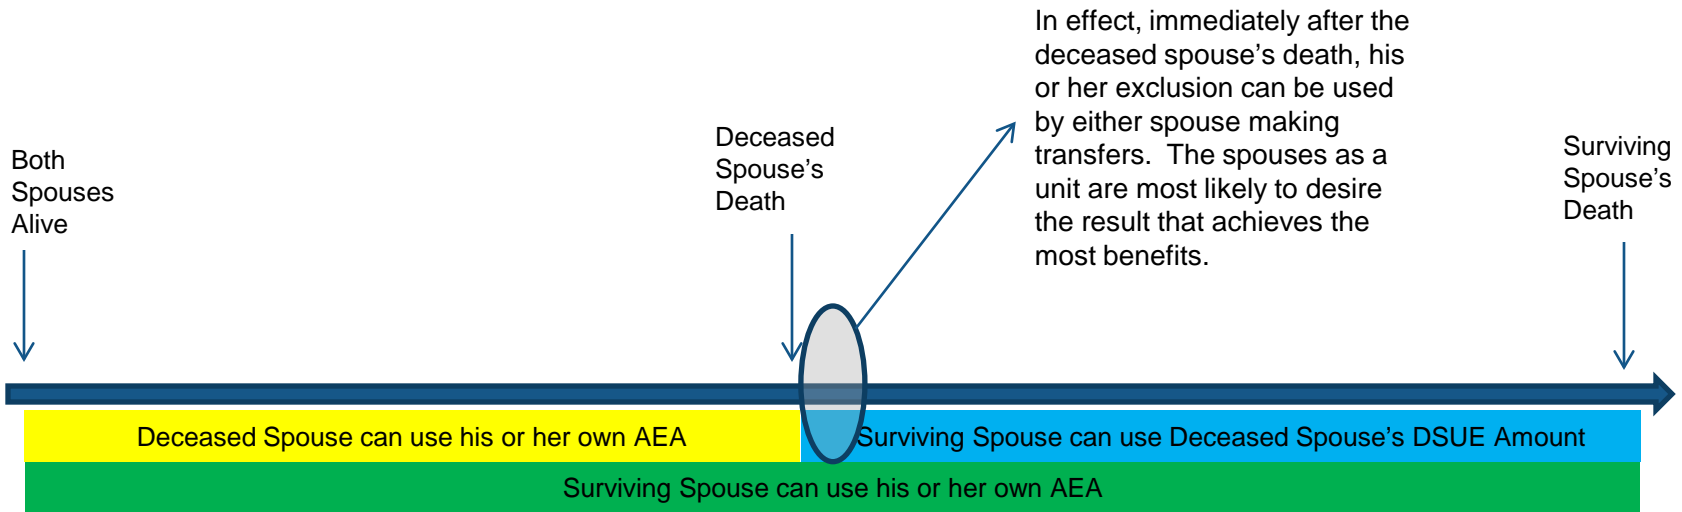 Both
Spouses
Alive
Deceased
Spouse’s
Death
In effect, immediately after the
deceased spouse’s death, his
or her exclusion can be used
by either spouse making
transfers.  The spouses as a
unit are most likely to desire
the result that achieves the
most benefits.
Surviving
Spouse’s
Death
Deceased Spouse can use his or her own AEA
Surviving Spouse can use Deceased Spouse’s DSUE Amount
Surviving Spouse can use his or her own AEA